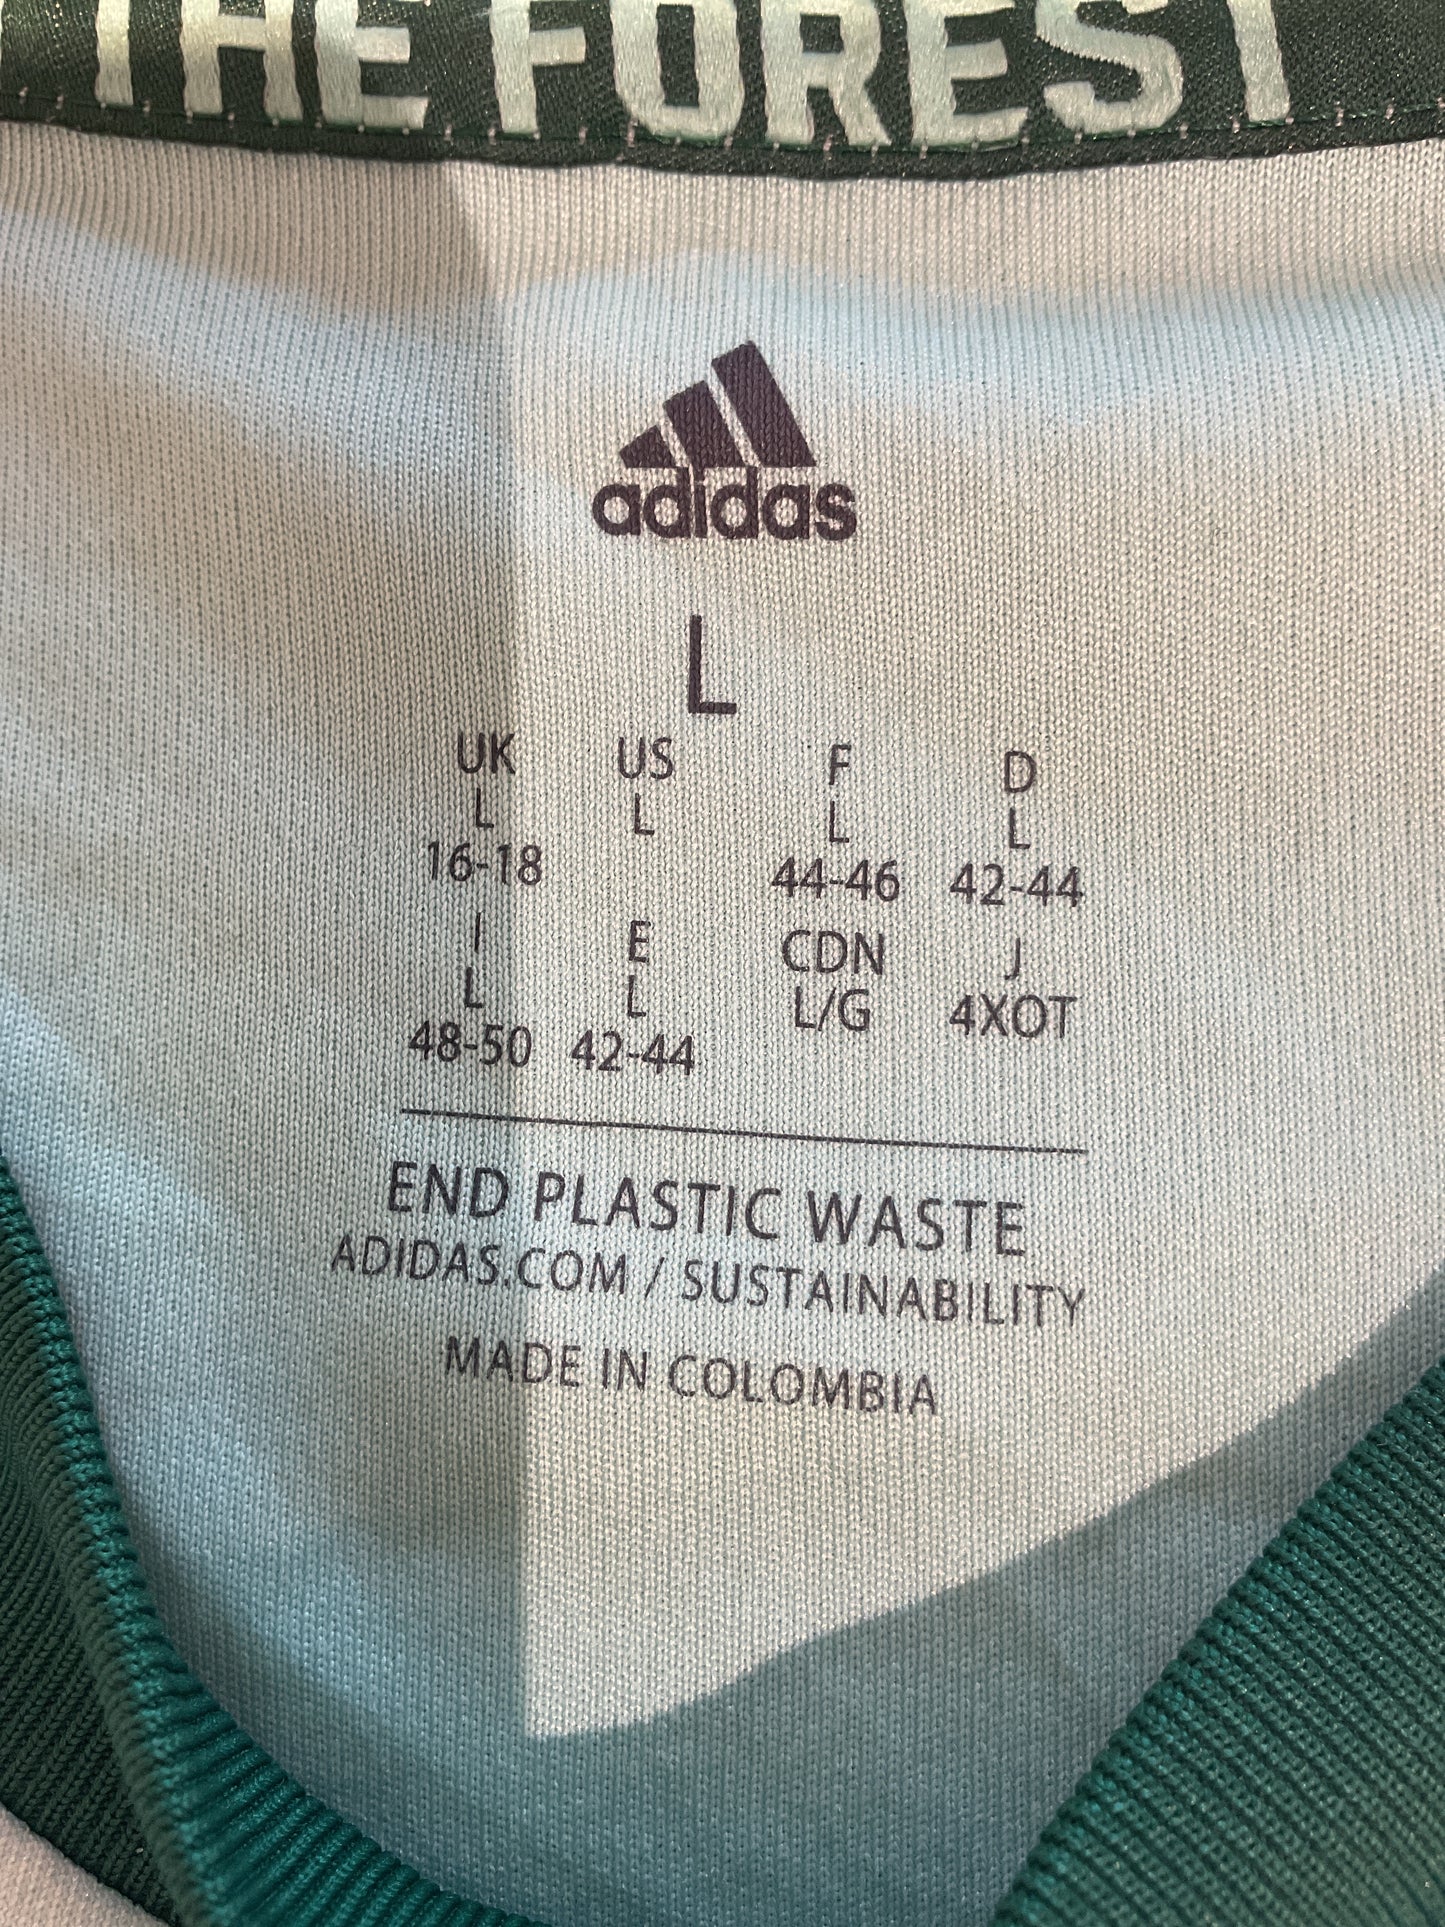 THE FOREST
adidas
L
UK US F D
L L L L
16-18 44-46 42-44
I E CDN J
L L L/G 4XOT
48-50 42-44
END PLASTIC WASTE
ADIDAS.COM / SUSTAINABILITY
MADE IN COLOMBIA